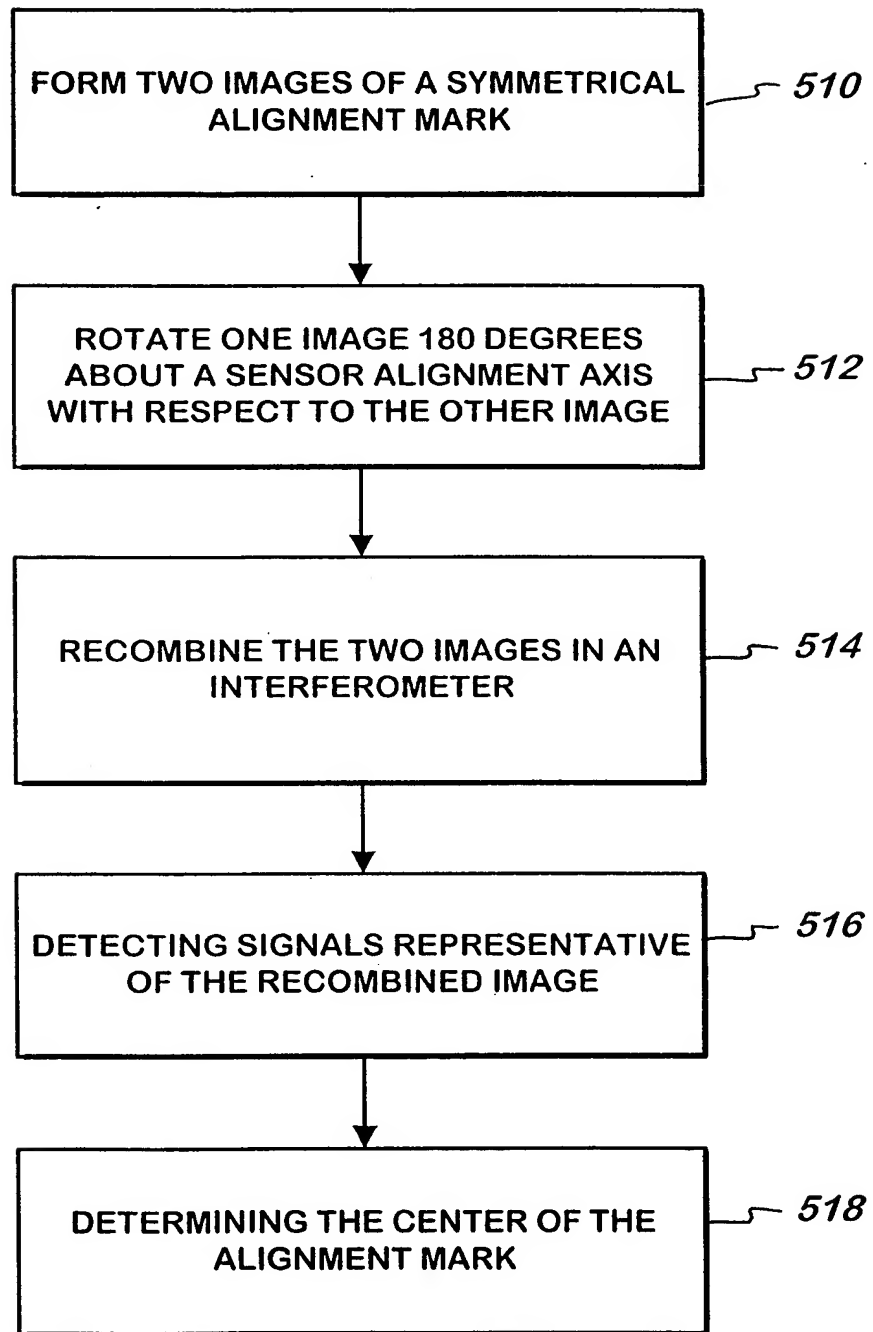 FORM TWO IMAGES OF A SYMMETRICAL
ALIGNMENT MARK
510
ROTATE ONE IMAGE 180 DEGREES
ABOUT A SENSOR ALIGNMENT AXIS
WITH RESPECT TO THE OTHER IMAGE
512
RECOMBINE THE TWO IMAGES IN AN
INTERFEROMETER
514
DETECTING SIGNALS REPRESENTATIVE
OF THE RECOMBINED IMAGE
516
DETERMINING THE CENTER OF THE
ALIGNMENT MARK
518